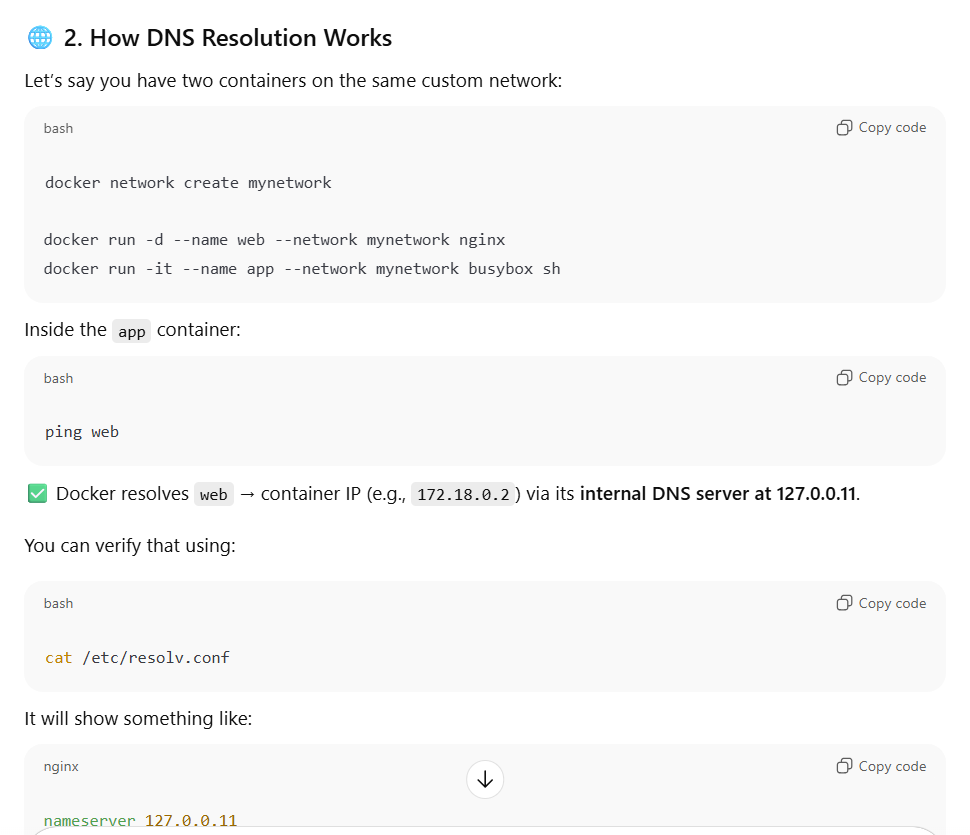 🌐 2. How DNS Resolution Works
Let's say you have two containers on the same custom network:
bash
Copy code
docker network create mynetwork
docker run -d --name web --network mynetwork nginx
docker run -it --name app --network mynetwork busybox sh
Inside the app container:
bash
Copy code
ping web
✅ Docker resolves web → container IP (e.g., 172.18.0.2) via its internal DNS server at 127.0.0.11.
You can verify that using:
bash
Copy code
cat /etc/resolv.conf
It will show something like:
nginx
Copy code
nameserver 127.0.0.11